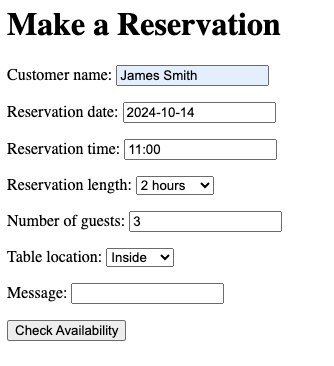 Make a Reservation
Customer name: James Smith
Reservation date: 2024-10-14
Reservation time: 11:00
Reservation length: 2 hours
Number of guests: 3
Table location: Inside
Message:
Check Availability